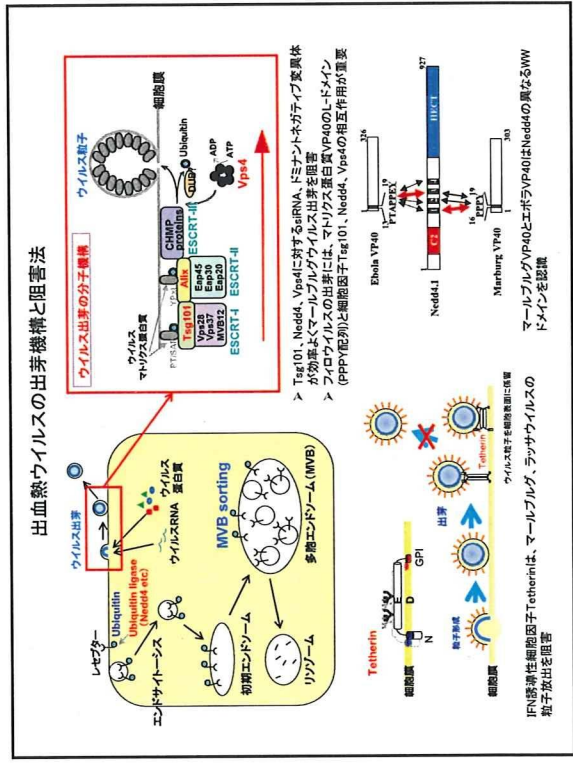 出血熱ウイルスの出芽機構と阻害法
レセプター
Ubiquitin
Ubiquitin ligase
(Nedd4 etc)
エンドサイトーシス
初期エンドソーム
リソソーム
ウイルス出芽
ウイルスRNA
ウイルス
蛋白質
MVB sorting
多胞エンドソーム(MVB)
ウイルス出芽の分子機構
ウイルス
マトリクス蛋白質
ウイルス粒子
細胞膜
Tsg101
Vps28
Vps37
MVB12
ESCRT-I
Alix
Eap45
Eap30
Eap20
ESCRT-II
CHMP
proteins
ESCRT-III
DUB
Ubiquitin
ADP
ATP
Vps4
➢ Tsg101、Nedd4、Vps4に対するsiRNA、ドミナントネガティブ変異体
が効率よくマールブルグウイルス出芽を阻害
➢ フィロウイルスの出芽には、マトリクス蛋白質VP40のL-ドメイン
(PPPY配列)と細胞因子Tsg101、Nedd4、Vps4の相互作用が重要
Tetherin
細胞膜
N
E
D
GPI
細胞膜
粒子形成
出芽
Tetherin
ウイルス粒子を細胞表面に係留
IFN誘導性細胞因子Tetherinは、マールブルグ、ラッサウイルスの
粒子放出を阻害
Ebola VP40
326
13
19
PTAPPEY
Nedd4.1
1
C2
HECT
927
16
19
PPPY
Marburg VP40
1
303
マールブルグVP40とエボラVP40はNedd4の異なるWW
ドメインを認識